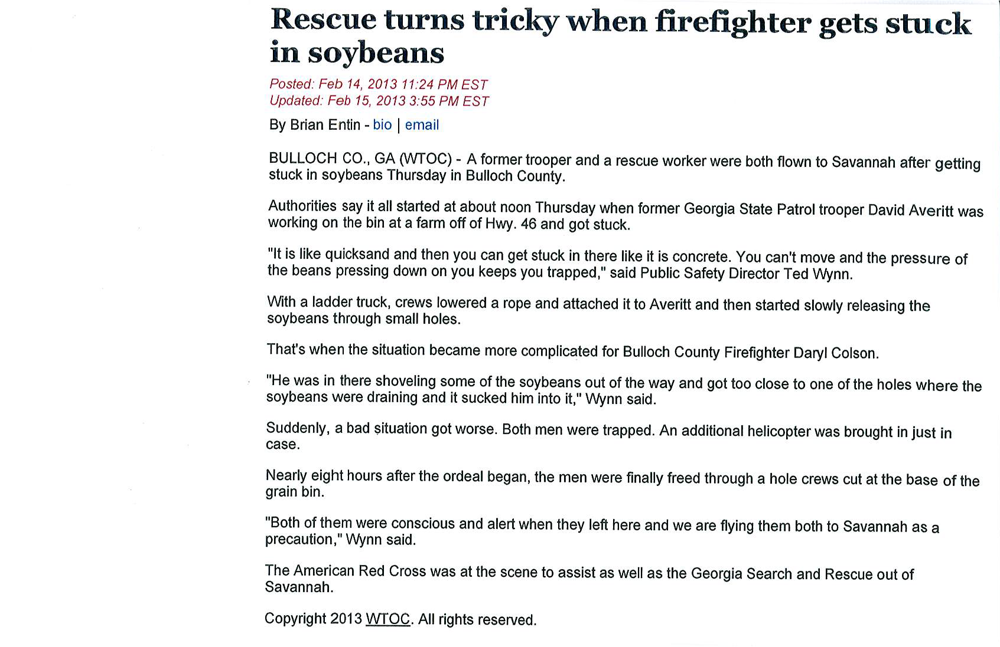 Rescue turns tricky when firefighter gets stuck
in soybeans
Posted: Feb 14, 2013 11:24 PM EST
Updated: Feb 15, 2013 3:55 PM EST
By Brian Entin - bio | email
BULLOCH CO., GA (WTOC) - A former trooper and a rescue worker were both flown to Savannah after getting
stuck in soybeans Thursday in Bulloch County.
Authorities say it all started at about noon Thursday when former Georgia State Patrol trooper David Averitt was
working on the bin at a farm off of Hwy. 46 and got stuck.
"It is like quicksand and then you can get stuck in there like it is concrete. You can't move and the pressure of
the beans pressing down on you keeps you trapped," said Public Safety Director Ted Wynn.
With a ladder truck, crews lowered a rope and attached it to Averitt and then started slowly releasing the
soybeans through small holes.
That's when the situation became more complicated for Bulloch County Firefighter Daryl Colson.
"He was in there shoveling some of the soybeans out of the way and got too close to one of the holes where the
soybeans were draining and it sucked him into it," Wynn said.
Suddenly, a bad situation got worse. Both men were trapped. An additional helicopter was brought in just in
case.
Nearly eight hours after the ordeal began, the men were finally freed through a hole crews cut at the base of the
grain bin.
"Both of them were conscious and alert when they left here and we are flying them both to Savannah as a
precaution," Wynn said.
The American Red Cross was at the scene to assist as well as the Georgia Search and Rescue out of
Savannah.
Copyright 2013 WTOC. All rights reserved.